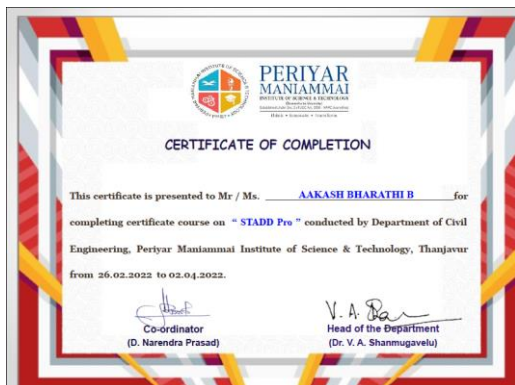 PERIYAR
MANIAMMAI
INSTITUTE OF SCIENCE & TECHNOLOGY
CERTIFICATE OF COMPLETION
This certificate is presented to Mr / Ms. AAKASH BHARATHI B for
completing certificate course on “ STADD Pro ” conducted by Department of Civil
Engineering, Periyar Maniammai Institute of Science & Technology, Thanjavur
from 26.02.2022 to 02.04.2022.
V. A.
Co-ordinator
(D. Narendra Prasad)
Head of the Department
(Dr. V. A. Shanmugavelu)